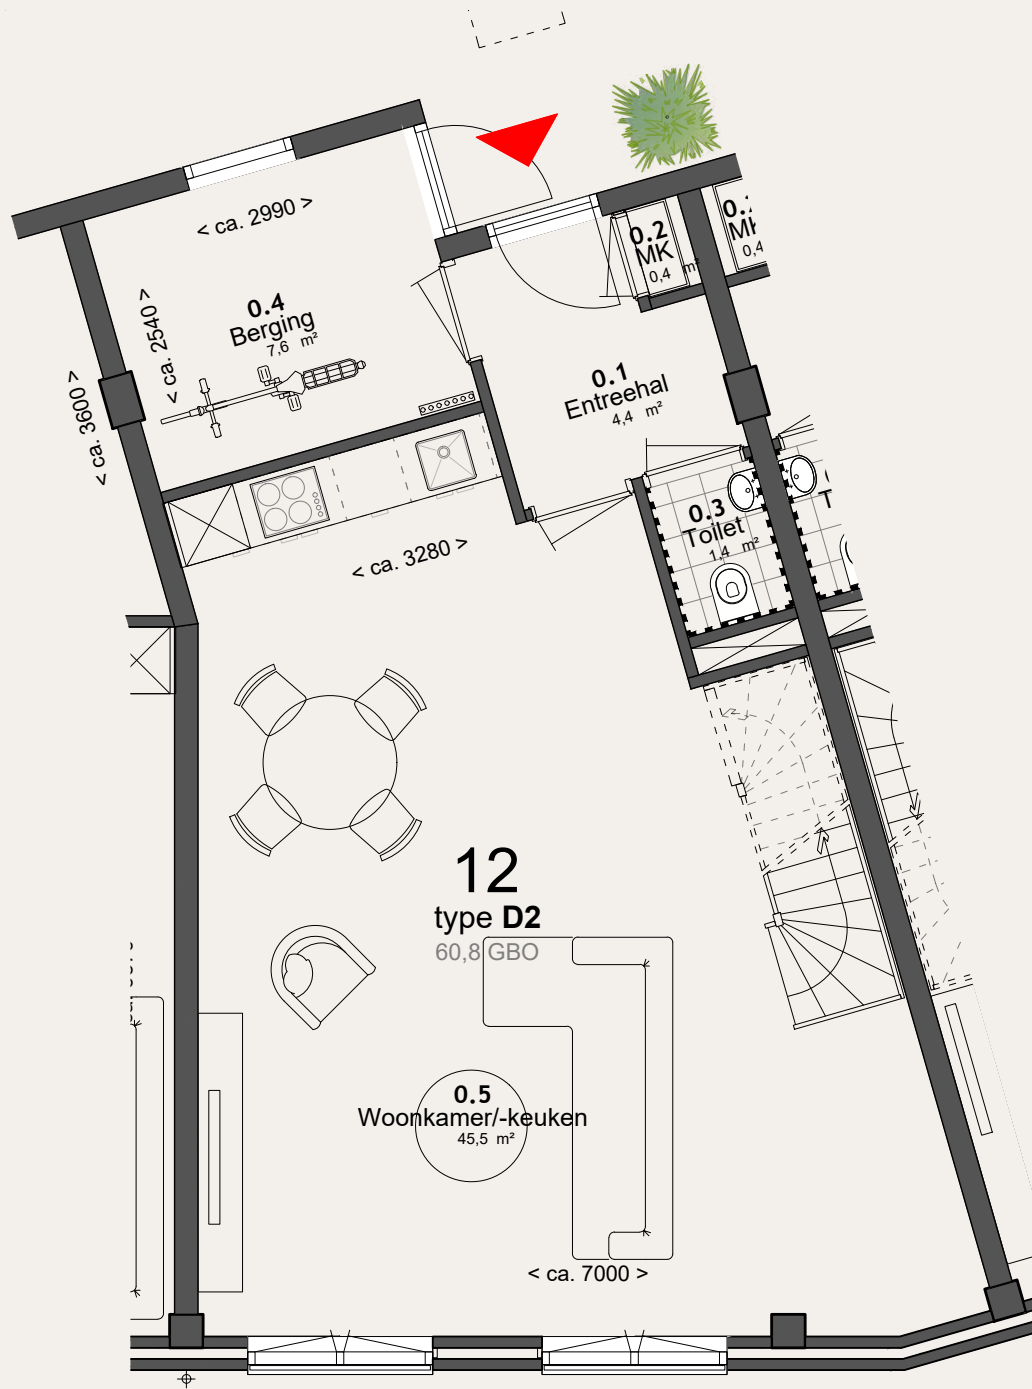 < ca. 2990 >
0.2
MK
0,4 m²
0,4
< ca. 2540 >
0.4
Berging
7,6 m²
< ca. 3600 >
0.1
Entreehal
4,4 m²
0.3
Toilet
1,4 m²
< ca. 3280 >
12
type D2
60,8 GBO
0.5
Woonkamer/-keuken
45,5 m²
< ca. 7000 >